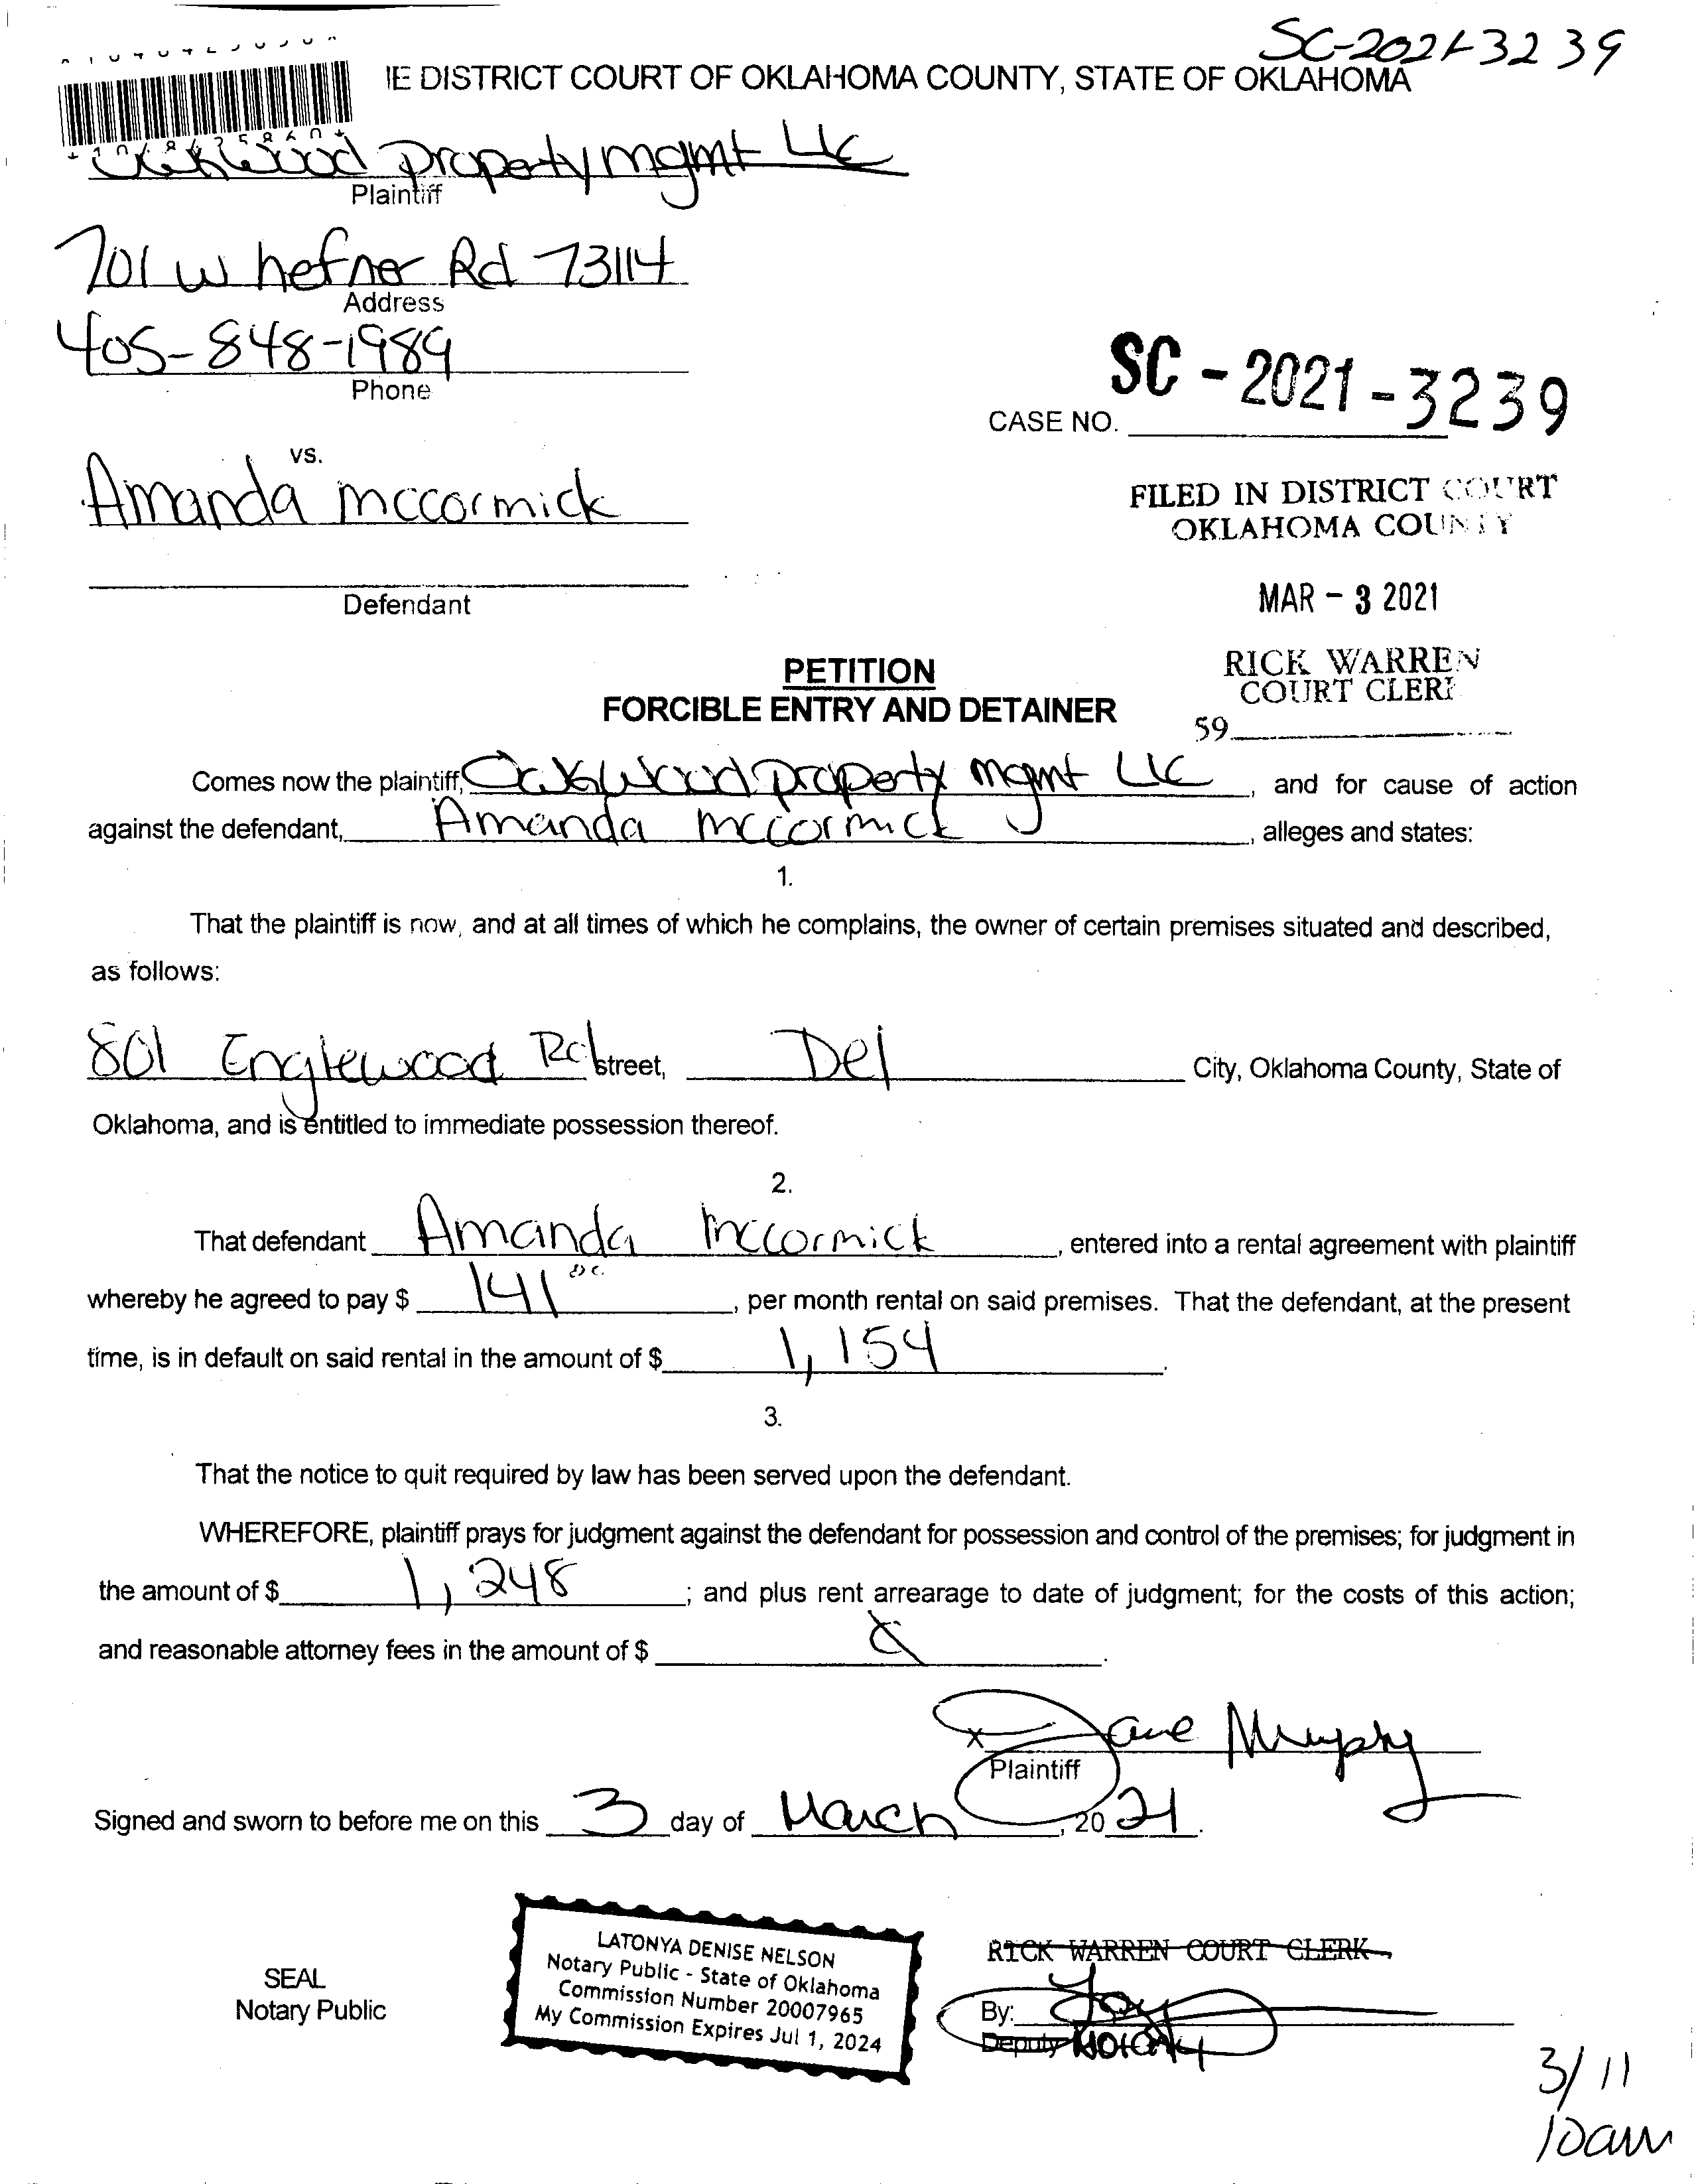 SC-2021-3239
IE DISTRICT COURT OF OKLAHOMA COUNTY, STATE OF OKLAHOMA
Oakwood Property mgmt LLC
Plaintiff
701 W hefner Rd 73114
Address
405-848-1989
Phone
SC - 2021 - 3239
CASE NO.
vs.
Amanda mccormick
FILED IN DISTRICT COURT
OKLAHOMA COUNTY
Defendant
MAR - 3 2021
PETITION
RICK WARREN
COURT CLERK
FORCIBLE ENTRY AND DETAINER
59
Comes now the plaintiff, Oakwood property mgmt LLC, and for cause of action
against the defendant, Amanda mccormick, alleges and states:
1.
That the plaintiff is now, and at all times of which he complains, the owner of certain premises situated and described,
as follows:
801 Englewood Rd street, Del City, Oklahoma County, State of
Oklahoma, and is entitled to immediate possession thereof.
2.
That defendant Amanda mccormick, entered into a rental agreement with plaintiff
whereby he agreed to pay $ 141 00, per month rental on said premises. That the defendant, at the present
time, is in default on said rental in the amount of $ 1,154.
3.
That the notice to quit required by law has been served upon the defendant.
WHEREFORE, plaintiff prays for judgment against the defendant for possession and control of the premises; for judgment in
the amount of $ 1,248; and plus rent arrearage to date of judgment; for the costs of this action;
and reasonable attorney fees in the amount of $.
x Jane Murphy
Plaintiff
Signed and sworn to before me on this 3 day of March, 20 21.
LATONYA DENISE NELSON
Notary Public - State of Oklahoma
Commission Number 20007965
My Commission Expires Jul 1, 2024
SEAL
Notary Public
RICK WARREN COURT CLERK
By:
Deputy Notary
3/11
10am